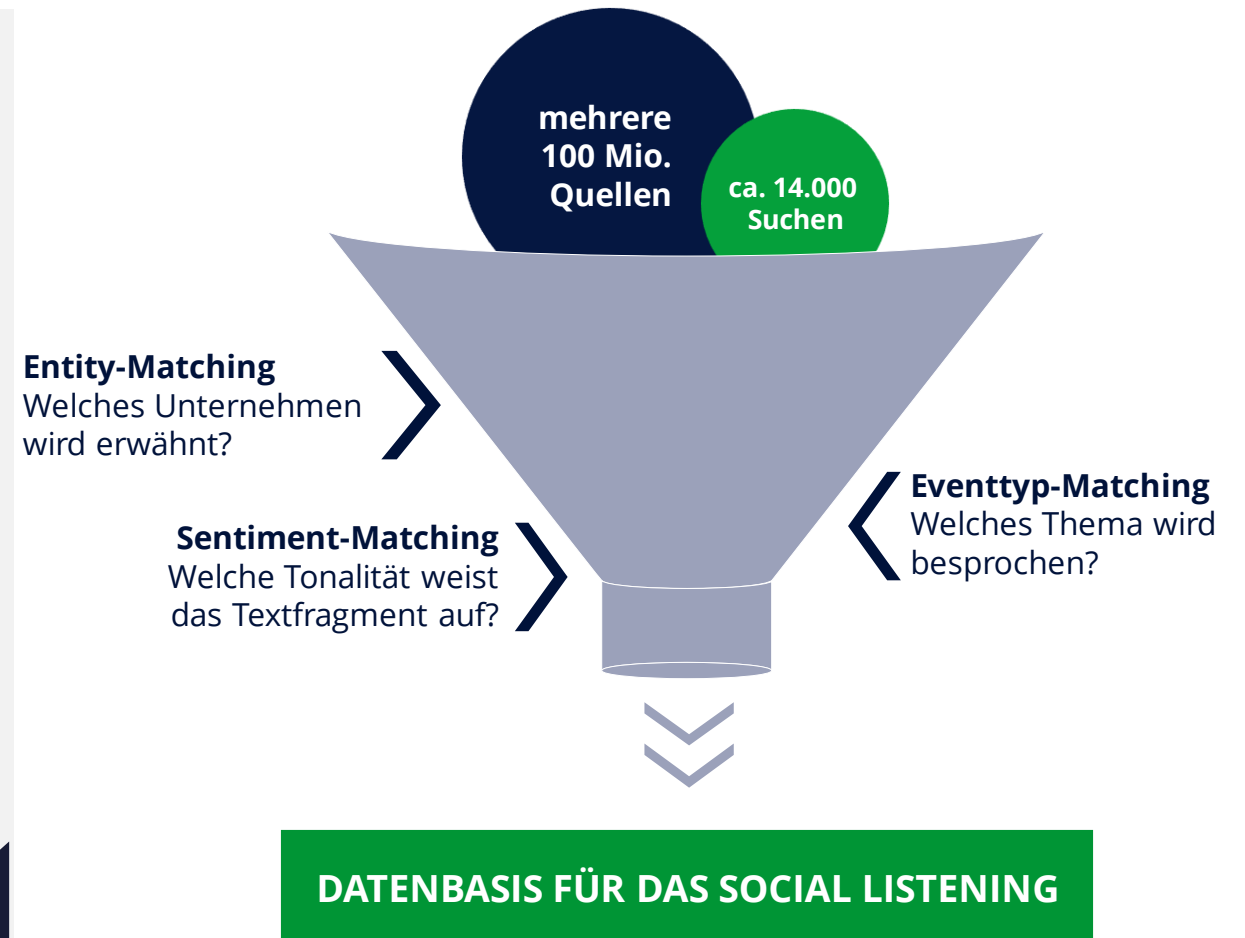 mehrere
100 Mio.
Quellen
ca. 14.000
Suchen
Entity-Matching
Welches Unternehmen
wird erwähnt?
Eventtyp-Matching
Welches Thema wird
besprochen?
Sentiment-Matching
Welche Tonalität weist
das Textfragment auf?
DATENBASIS FÜR DAS SOCIAL LISTENING